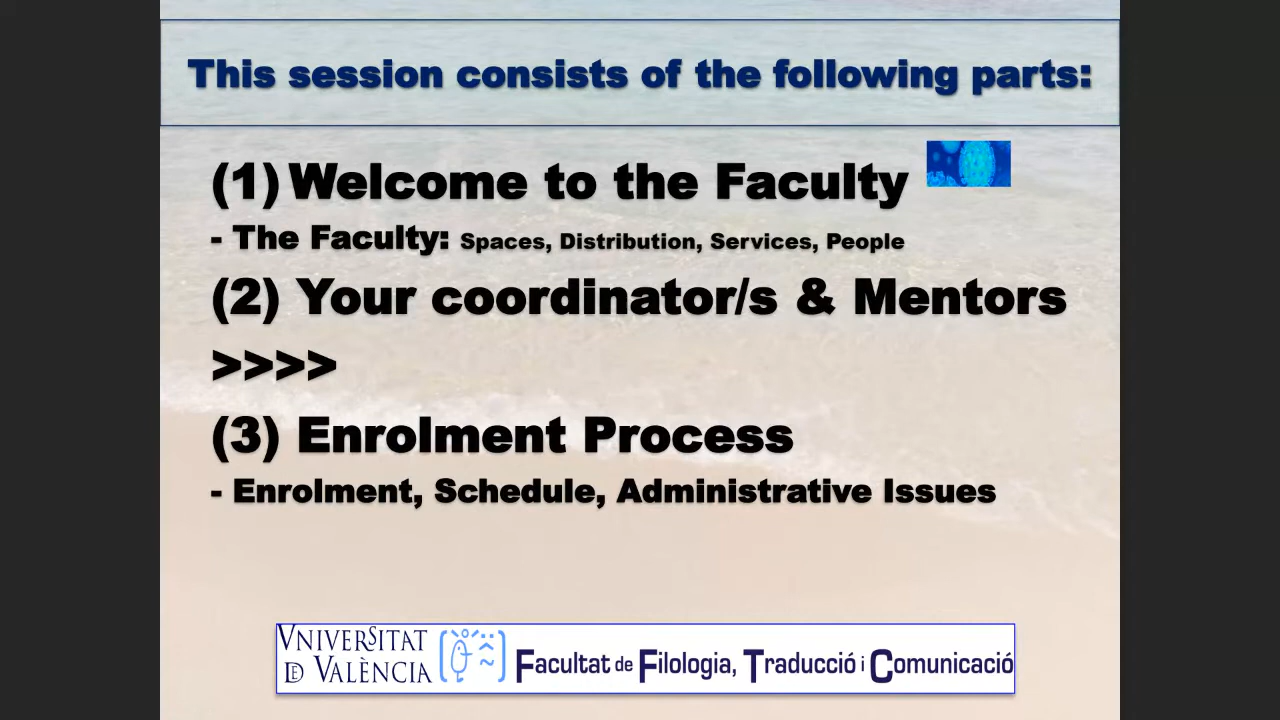 This session consists of the following parts:
(1) Welcome to the Faculty
- The Faculty: Spaces, Distribution, Services, People
(2) Your coordinator/s & Mentors
>>>>
(3) Enrolment Process
- Enrolment, Schedule, Administrative Issues
VNIVERSITAT
DE VALÈNCIA
Facultat de Filologia, Traducció i Comunicació